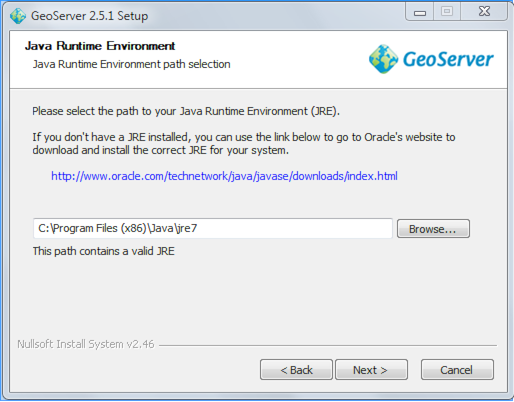 GeoServer 2.5.1 Setup
Java Runtime Environment
Java Runtime Environment path selection
GeoServer
Please select the path to your Java Runtime Environment (JRE).
If you don't have a JRE installed, you can use the link below to go to Oracle's website to
download and install the correct JRE for your system.
http://www.oracle.com/technetwork/java/javase/downloads/index.html
C:\Program Files (x86)\Java\jre7
Browse...
This path contains a valid JRE
Nullsoft Install System v2.46
< Back
Next >
Cancel